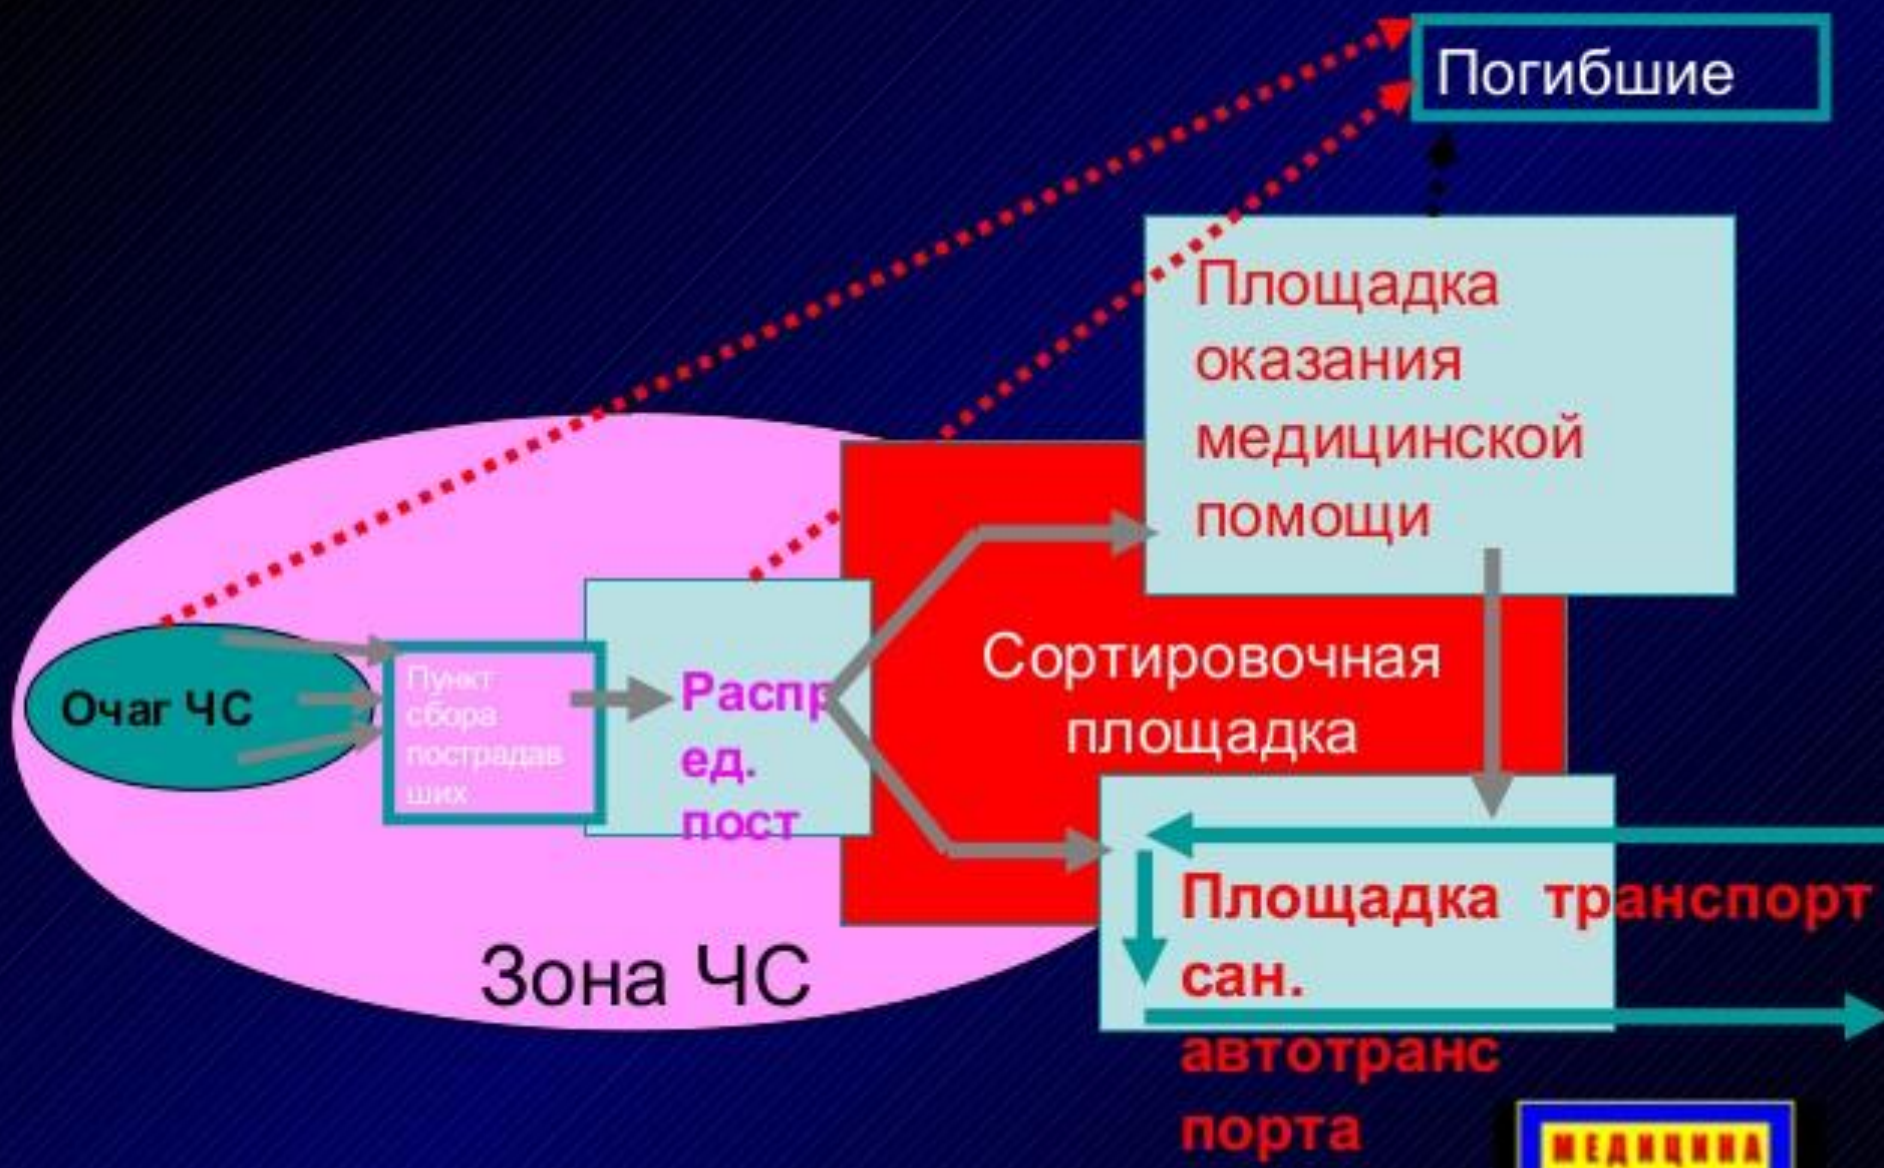 Погибшие
Площадка
оказания
медицинской
помощи
Сортировочная
площадка
Очаг ЧС
Пункт
сбора
пострадав
ших
Распр
ед.
пост
Зона ЧС
Площадка транспорт
сан.
автотранс
порта
МЕДИЦИНА